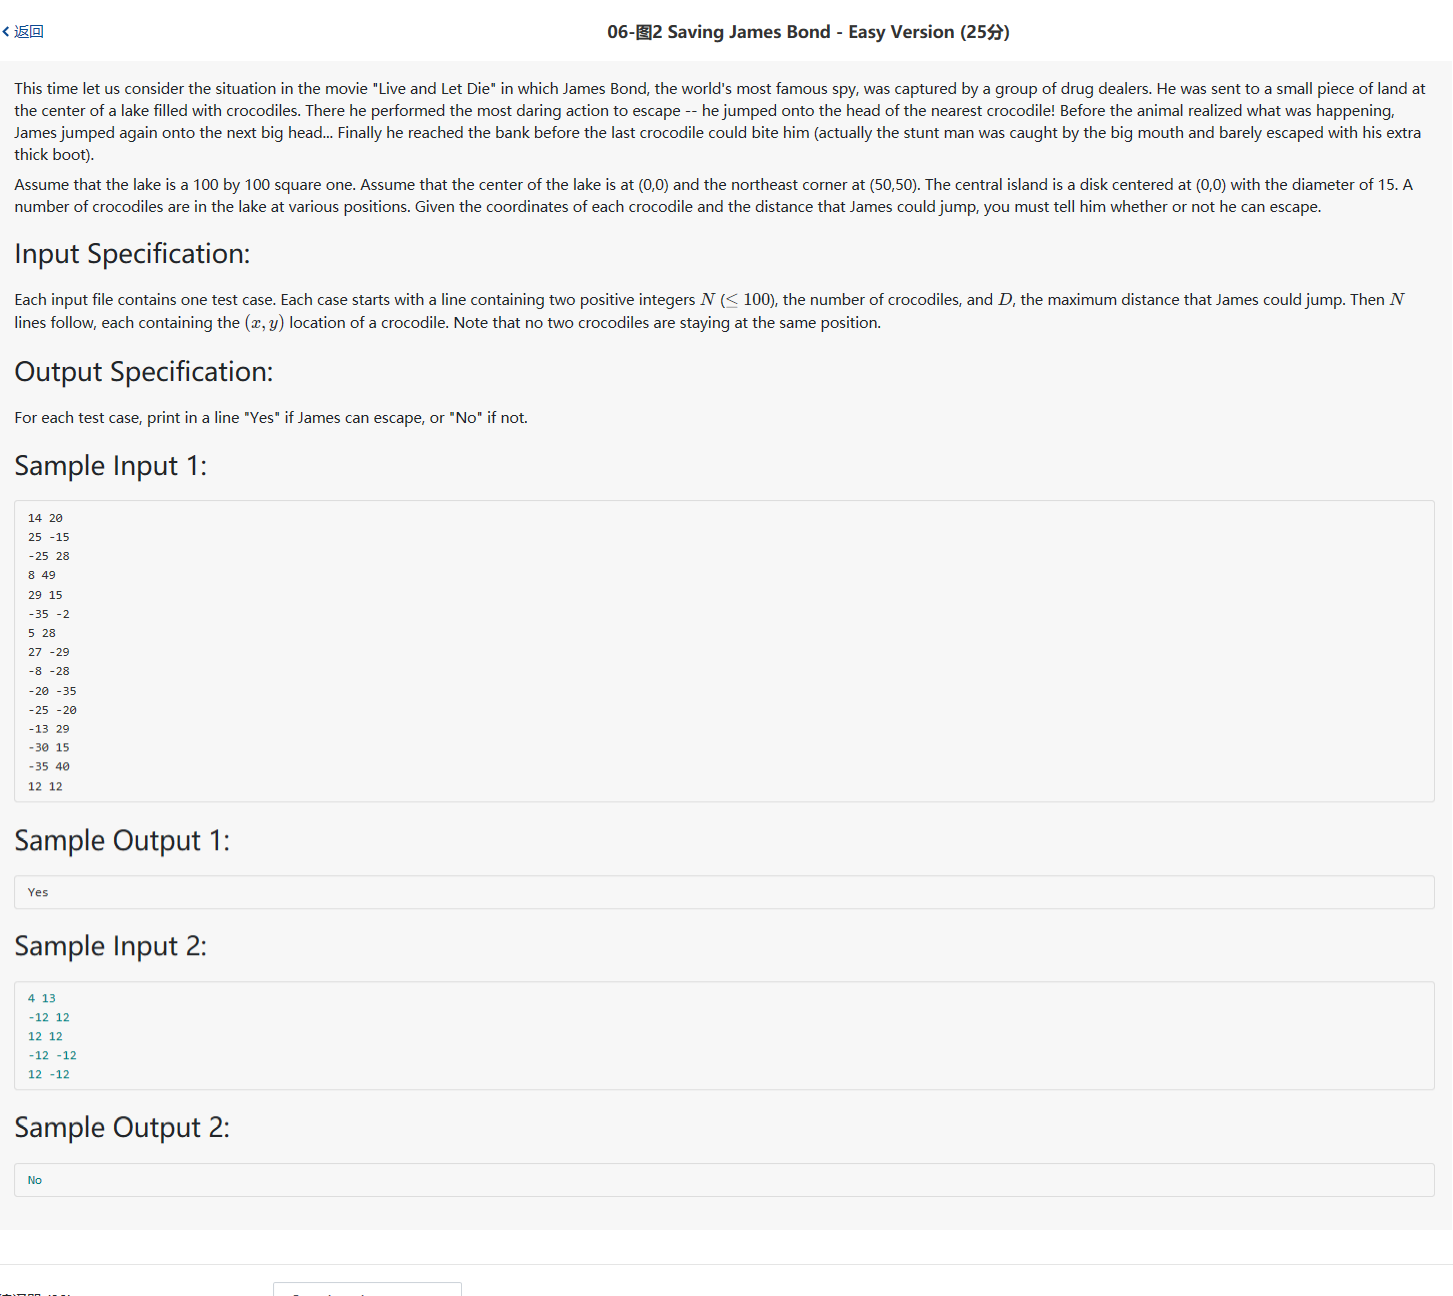 返回
06-图2 Saving James Bond - Easy Version (25分)
This time let us consider the situation in the movie "Live and Let Die" in which James Bond, the world's most famous spy, was captured by a group of drug dealers. He was sent to a small piece of land at
the center of a lake filled with crocodiles. There he performed the most daring action to escape -- he jumped onto the head of the nearest crocodile! Before the animal realized what was happening,
James jumped again onto the next big head... Finally he reached the bank before the last crocodile could bite him (actually the stunt man was caught by the big mouth and barely escaped with his extra
thick boot).
Assume that the lake is a 100 by 100 square one. Assume that the center of the lake is at (0,0) and the northeast corner at (50,50). The central island is a disk centered at (0,0) with the diameter of 15. A
number of crocodiles are in the lake at various positions. Given the coordinates of each crocodile and the distance that James could jump, you must tell him whether or not he can escape.
Input Specification:
Each input file contains one test case. Each case starts with a line containing two positive integers N (≤ 100), the number of crocodiles, and D, the maximum distance that James could jump. Then N
lines follow, each containing the (x, y) location of a crocodile. Note that no two crocodiles are staying at the same position.
Output Specification:
For each test case, print in a line "Yes" if James can escape, or "No" if not.
Sample Input 1:
14 20
25 -15
-25 28
8 49
29 15
-35 -2
5 28
27 -29
-8 -28
-20 -35
-25 -20
-13 29
-30 15
-35 40
12 12
Sample Output 1:
Yes
Sample Input 2:
4 13
-12 12
12 12
-12 -12
12 -12
Sample Output 2:
No